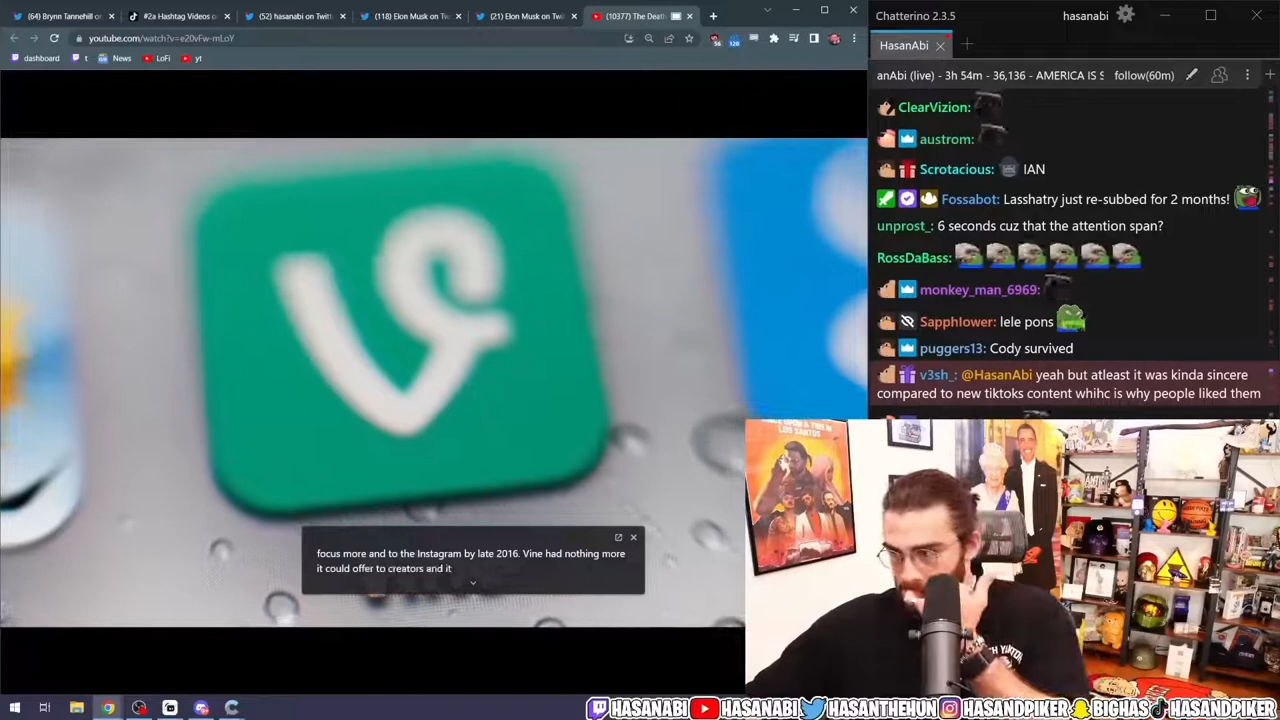 (64) Brynn Tannehill
#2a Hashtag Videos o
(52) hasanabi on Twitt
(118) Elon Musk on Tw
(21) Elon Musk on Twi
(10377) The Death
youtube.com/watch?v=e20vFw-mLoY
dashboard
t
News
LoFi
yt
Chatterino 2.3.5
hasanabi
HasanAbi
anAbi (live) - 3h 54m - 36,136 - AMERICA IS S
follow(60m)
ClearVizion:
austrom:
Scrotacious: IAN
Fossabot: Lasshatry just re-subbed for 2 months!
unprost_: 6 seconds cuz that the attention span?
RossDaBass:
monkey_man_6969:
Sapphlower: lele pons
puggers13: Cody survived
v3sh_: @HasanAbi yeah but atleast it was kinda sincere
compared to new tiktoks content whihc is why people liked them
focus more and to the Instagram by late 2016. Vine had nothing more
it could offer to creators and it
LOS SANTOS
HASANABI
HASANABI
HASANTHEHUN
HASANDPIKER
BIGHAS
HASANDPIKER